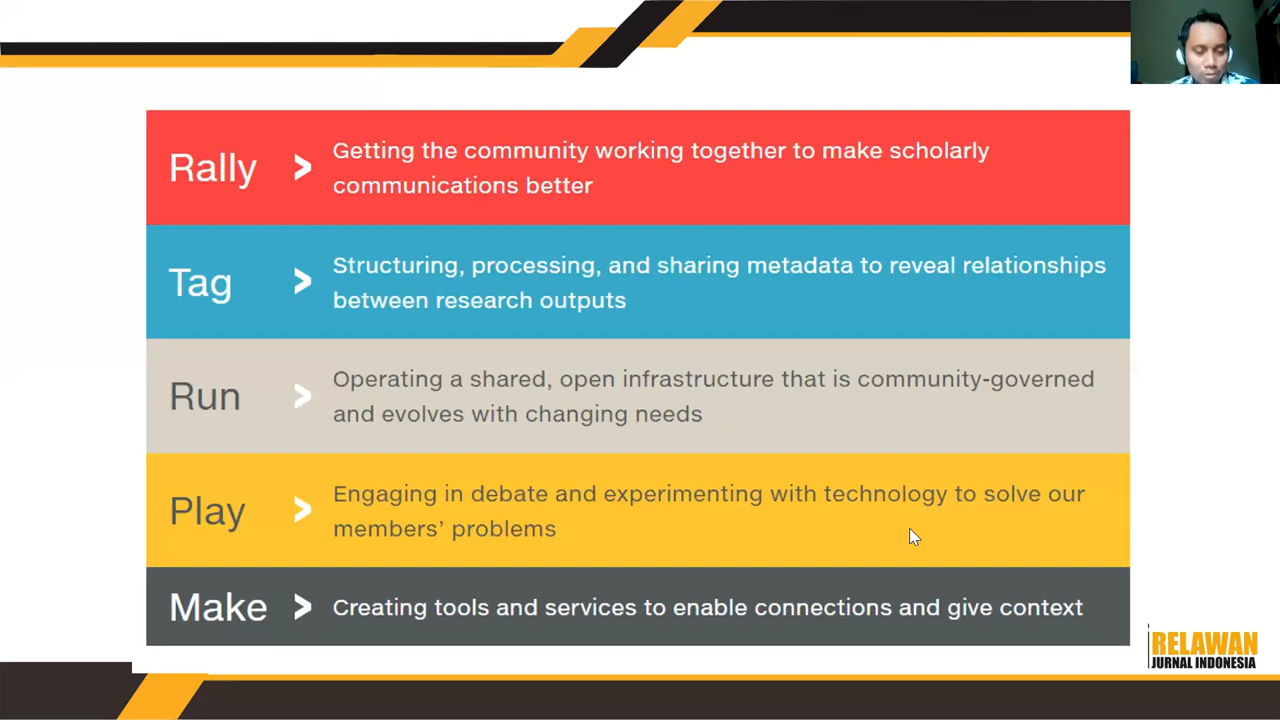 Rally > Getting the community working together to make scholarly
communications better
Tag > Structuring, processing, and sharing metadata to reveal relationships
between research outputs
Run > Operating a shared, open infrastructure that is community-governed
and evolves with changing needs
Play > Engaging in debate and experimenting with technology to solve our
members’ problems
Make > Creating tools and services to enable connections and give context
RELAWAN
JURNAL INDONESIA